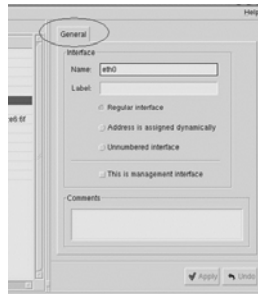 Help
General
Interface
Name: eth0
Label:
Regular interface
Address is assigned dynamically
Unnumbered interface
This is management interface
Comments
Apply Undo